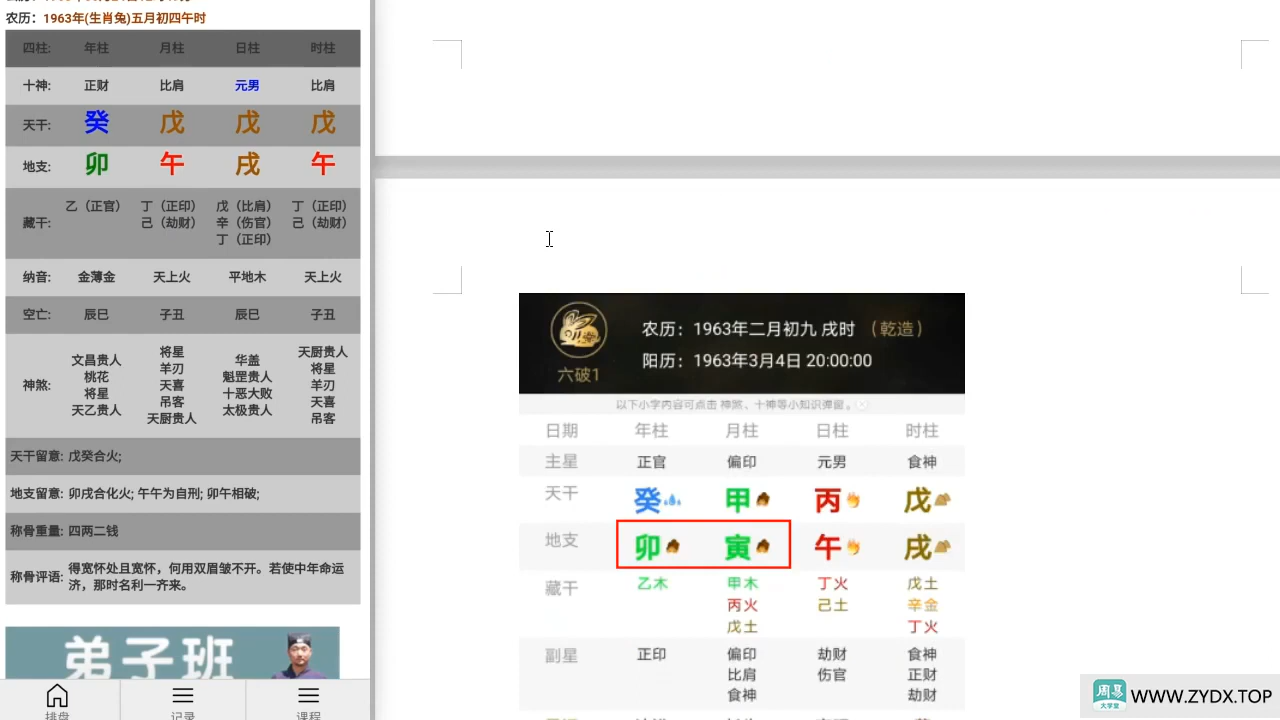 农历：1963年(生肖兔)五月初四午时
四柱: 年柱 月柱 日柱 时柱
十神: 正财 比肩 元男 比肩
天干: 癸 戊 戊 戊
地支: 卯 午 戌 午
藏干: 乙（正官） 丁（正印） 戊（比肩） 丁（正印）
己（劫财） 辛（伤官） 己（劫财）
丁（正印）
纳音: 金薄金 天上火 平地木 天上火
空亡: 辰巳 子丑 辰巳 子丑
神煞: 文昌贵人 将星 华盖 天厨贵人
桃花 羊刃 魁罡贵人 将星
将星 天喜 十恶大败 羊刃
天乙贵人 吊客 太极贵人 天喜
天厨贵人 吊客
天干留意: 戊癸合火;
地支留意: 卯戌合化火; 午午为自刑; 卯午相破;
称骨重量: 四两二钱
称骨评语: 得宽怀处且宽怀，何用双眉皱不开。若使中年命运
济，那时名利一齐来。
弟子班
排盘 记录 课程
农历：1963年二月初九 戌时 （乾造）
阳历：1963年3月4日 20:00:00
六破1
以下小字内容可点击 神煞、十神等小知识弹窗。
日期 年柱 月柱 日柱 时柱
主星 正官 偏印 元男 食神
天干 癸 甲 丙 戊
地支 卯 寅 午 戌
藏干 乙木 甲木 丁火 戊土
丙火 己土 辛金
戊土 丁火
副星 正印 偏印 劫财 食神
比肩 伤官 正财
食神 劫财
周易
大学堂
WWW.ZYDX.TOP